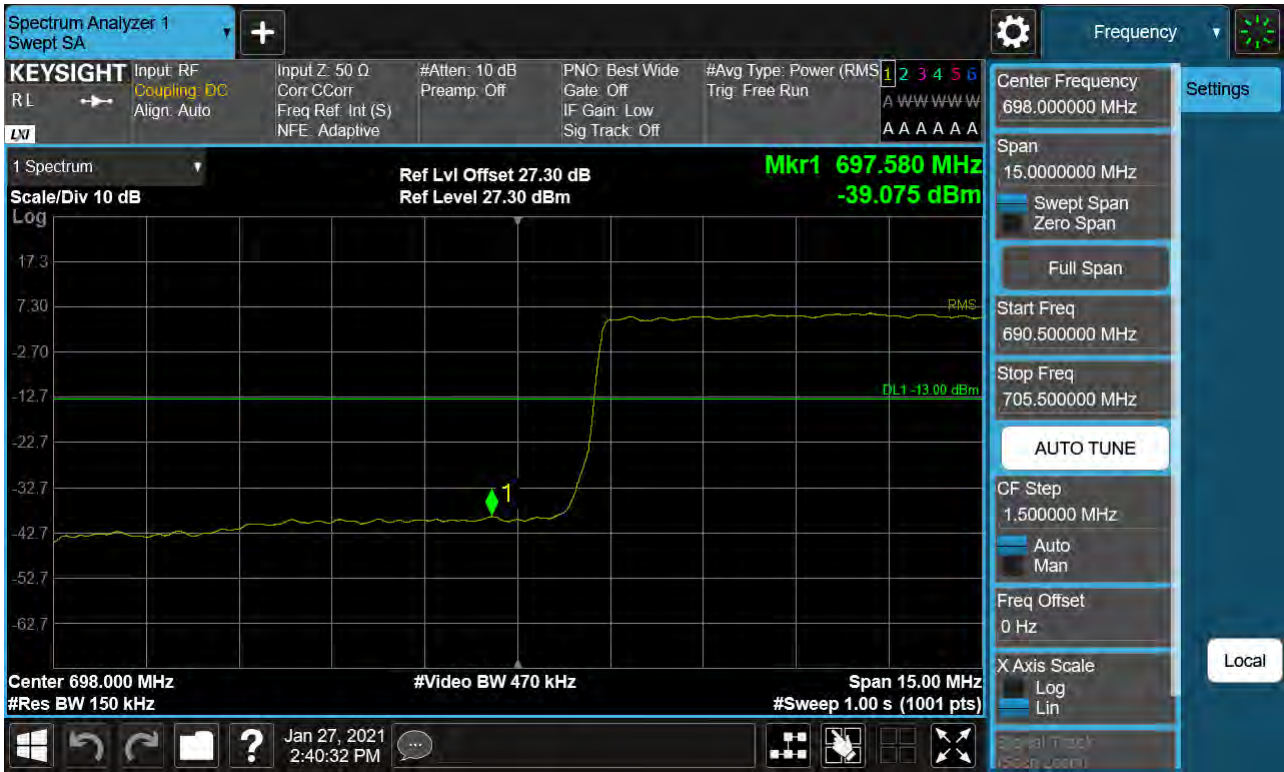 Spectrum Analyzer 1
Swept SA
Frequency
KEYSIGHT
RL
LXI
Input: RF
Coupling: DC
Align: Auto
Input Z: 50 Ω
Corr CCorr
Freq Ref: Int (S)
NFE: Adaptive
#Atten: 10 dB
Preamp: Off
PNO: Best Wide
Gate: Off
IF Gain: Low
Sig Track: Off
#Avg Type: Power (RMS
Trig: Free Run
1 2 3 4 5 6
A W W W W W
A A A A A A
1 Spectrum
Scale/Div 10 dB
Log
Ref Lvl Offset 27.30 dB
Ref Level 27.30 dBm
Mkr1 697.580 MHz
-39.075 dBm
17.3
7.30
RMS
-2.70
DL1 -13.00 dBm
-12.7
-22.7
-32.7
1
-42.7
-52.7
-62.7
Center 698.000 MHz
#Video BW 470 kHz
Span 15.00 MHz
#Res BW 150 kHz
#Sweep 1.00 s (1001 pts)
Jan 27, 2021
2:40:32 PM
Center Frequency
698.000000 MHz
Span
15.0000000 MHz
Swept Span
Zero Span
Full Span
Start Freq
690.500000 MHz
Stop Freq
705.500000 MHz
AUTO TUNE
CF Step
1.500000 MHz
Auto
Man
Freq Offset
0 Hz
X Axis Scale
Log
Lin
Signal Track
(Span Zoom)
Settings
Local